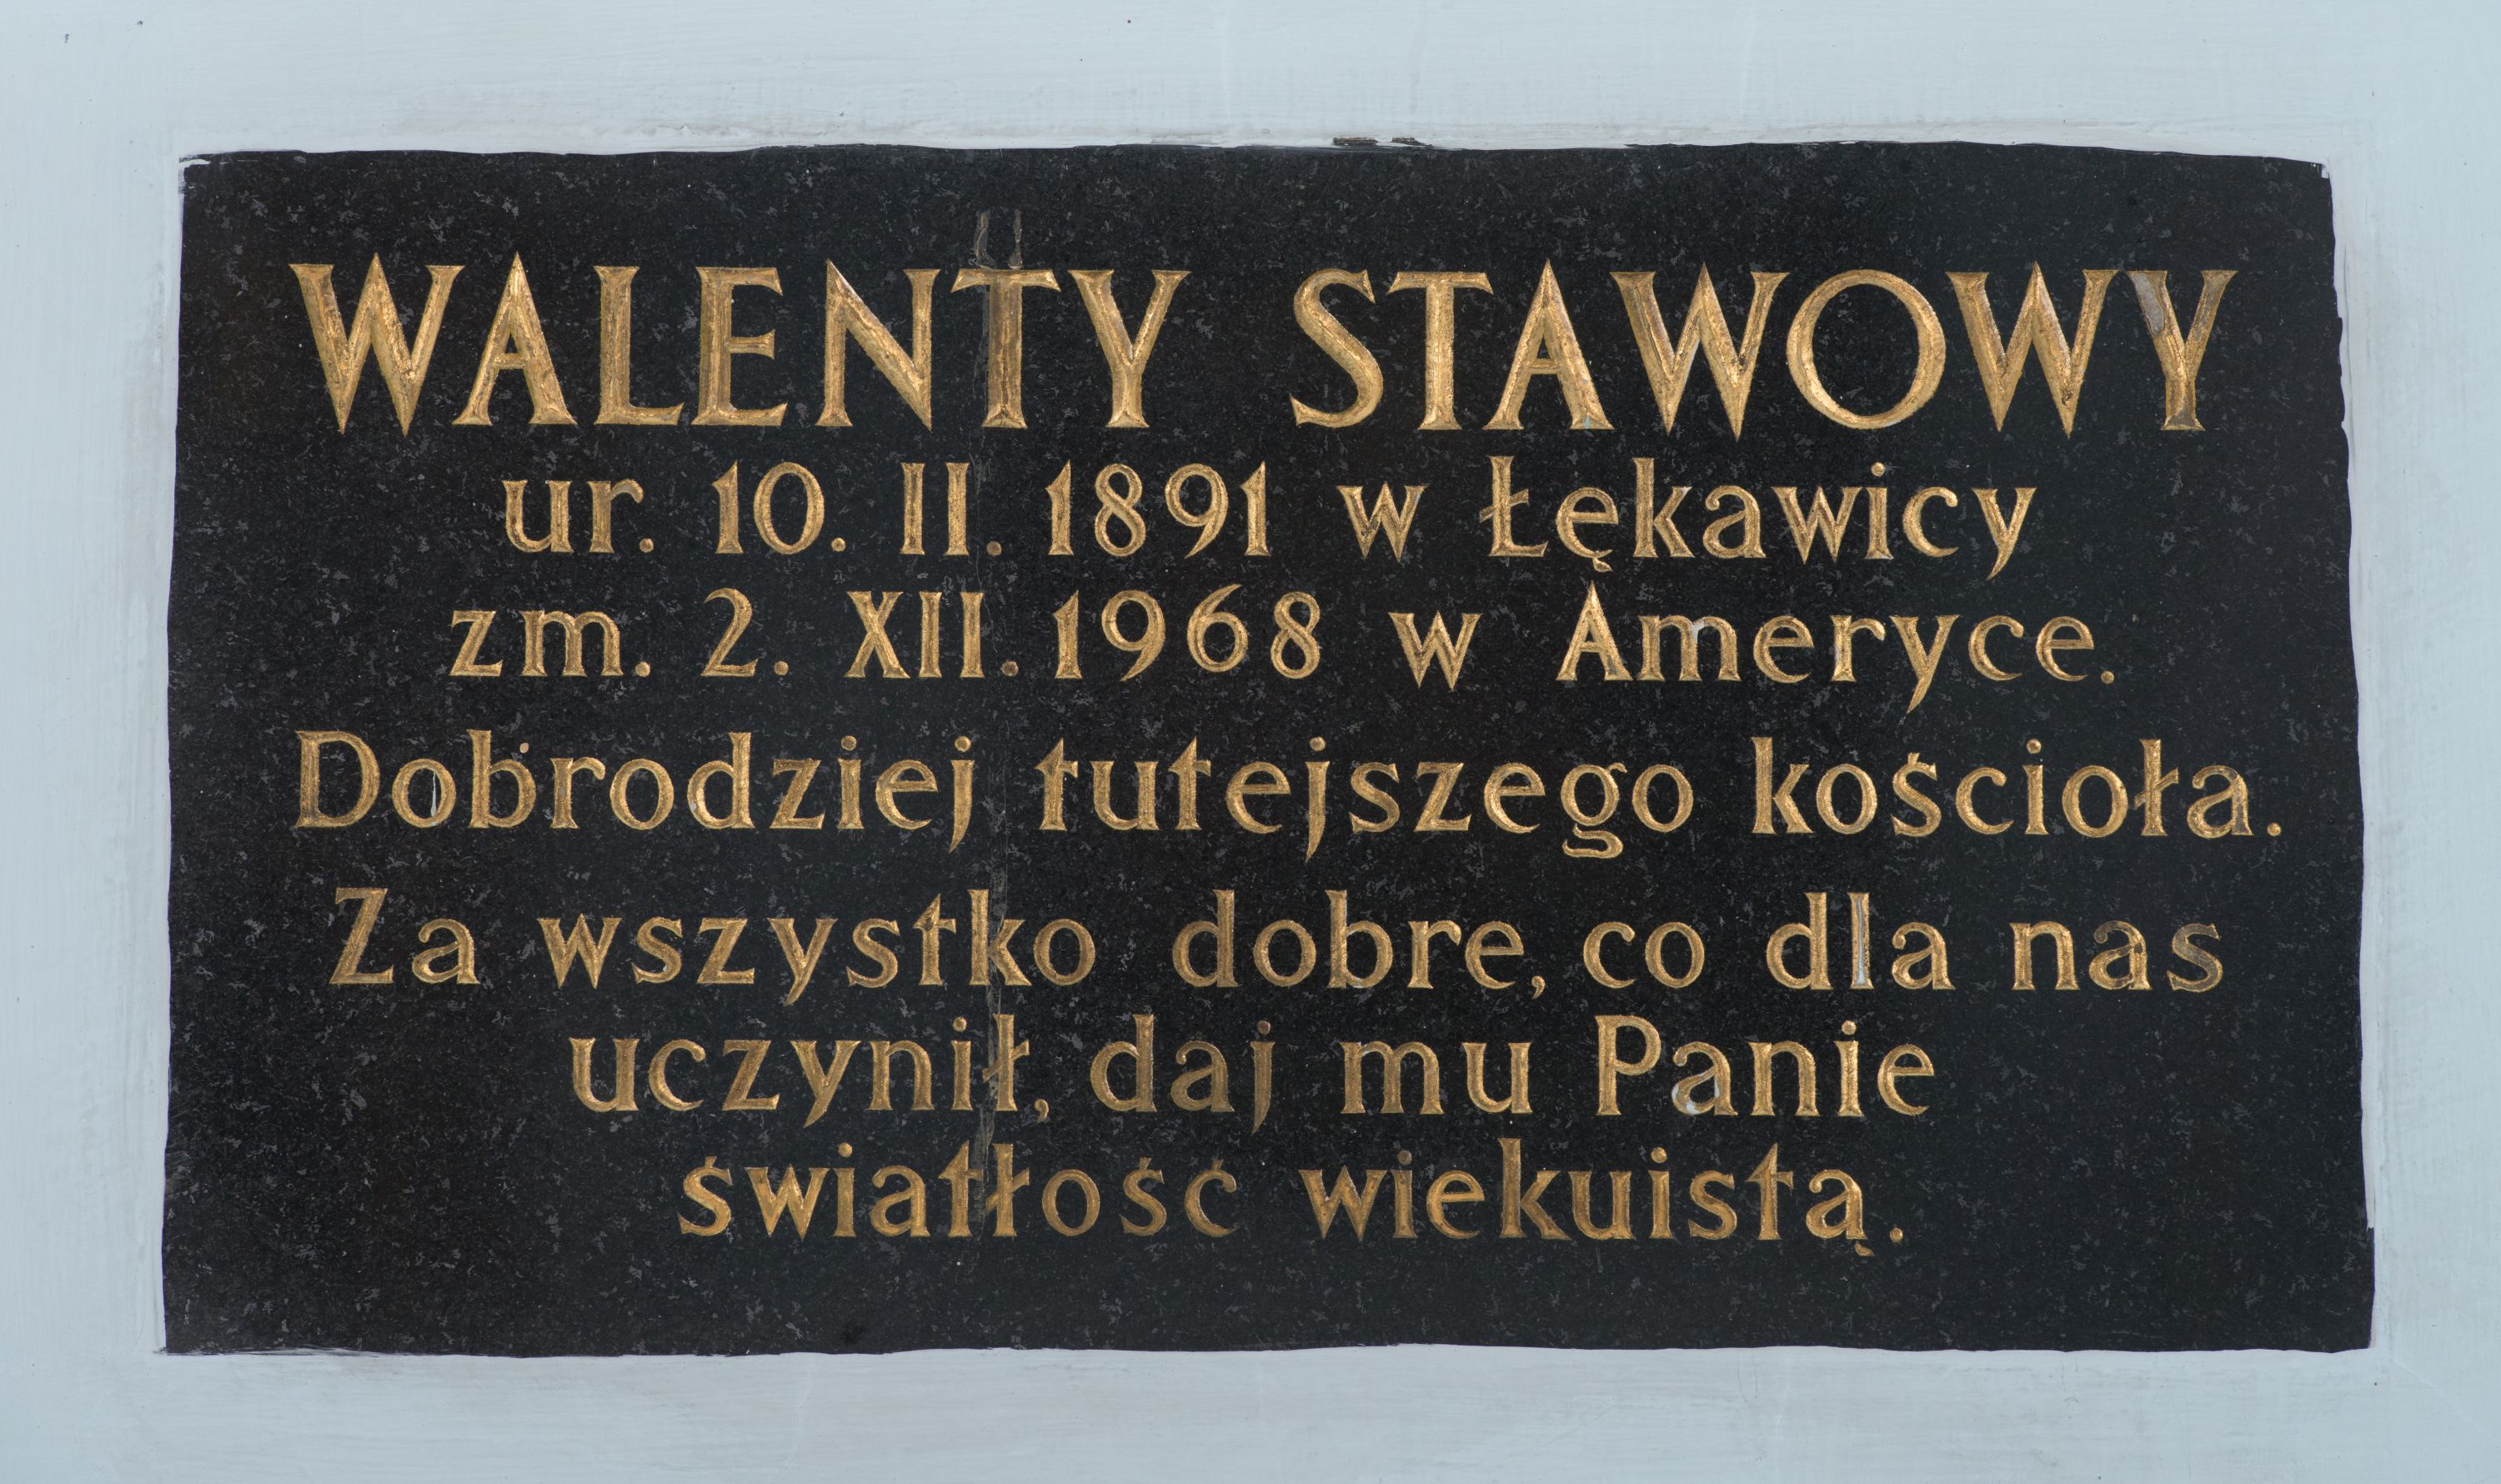 WALENTY STAWOWY
ur. 10. II. 1891 w Łękawicy
zm. 2. XII. 1968 w Ameryce.
Dobrodziej tutejszego kościoła.
Za wszystko dobre, co dla nas
uczynił, daj mu Panie
światłość wiekuistą.